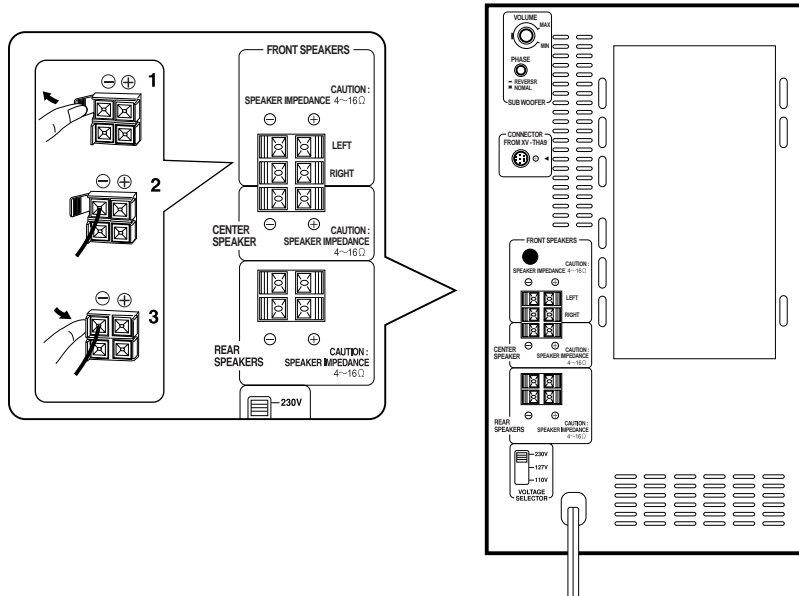 1
2
3
FRONT SPEAKERS
CAUTION :
SPEAKER IMPEDANCE 4～16Ω
LEFT
RIGHT
CENTER
SPEAKER
CAUTION :
SPEAKER IMPEDANCE
4～16Ω
REAR
SPEAKERS
CAUTION :
SPEAKER IMPEDANCE
4～16Ω
230V
VOLUME
MAX
MIN
PHASE
REVERSR
NOMAL
SUB WOOFER
CONNECTOR
FROM XV -THA9
FRONT SPEAKERS
CAUTION :
SPEAKER IMPEDANCE 4～16Ω
LEFT
RIGHT
CENTER
SPEAKER
CAUTION :
SPEAKER IMPEDANCE
4～16Ω
REAR
SPEAKERS
CAUTION :
SPEAKER IMPEDANCE
4～16Ω
230V
127V
110V
VOLTAGE
SELECTOR